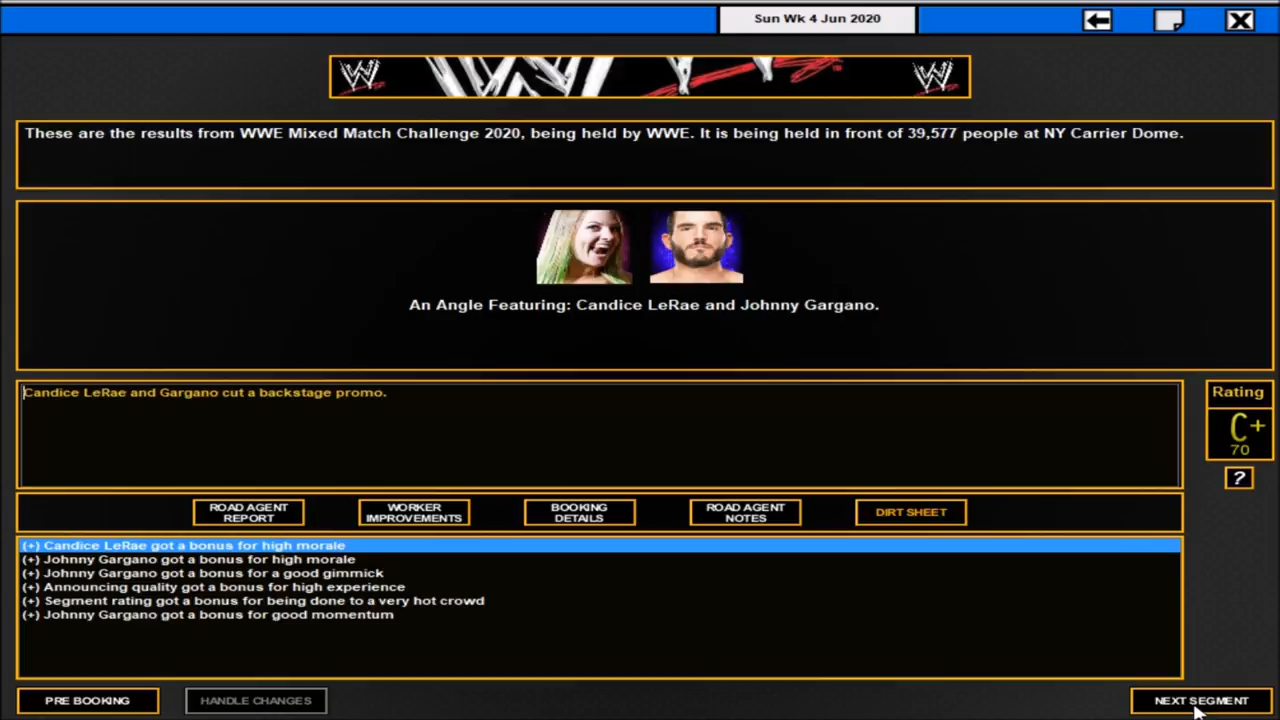 Sun Wk 4 Jun 2020
These are the results from WWE Mixed Match Challenge 2020, being held by WWE. It is being held in front of 39,577 people at NY Carrier Dome.
An Angle Featuring: Candice LeRae and Johnny Gargano.
Candice LeRae and Gargano cut a backstage promo.
Rating
C+
70
?
ROAD AGENT
REPORT
WORKER
IMPROVEMENTS
BOOKING
DETAILS
ROAD AGENT
NOTES
DIRT SHEET
(+) Candice LeRae got a bonus for high morale
(+) Johnny Gargano got a bonus for high morale
(+) Johnny Gargano got a bonus for a good gimmick
(+) Announcing quality got a bonus for high experience
(+) Segment rating got a bonus for being done to a very hot crowd
(+) Johnny Gargano got a bonus for good momentum
PRE BOOKING
HANDLE CHANGES
NEXT SEGMENT